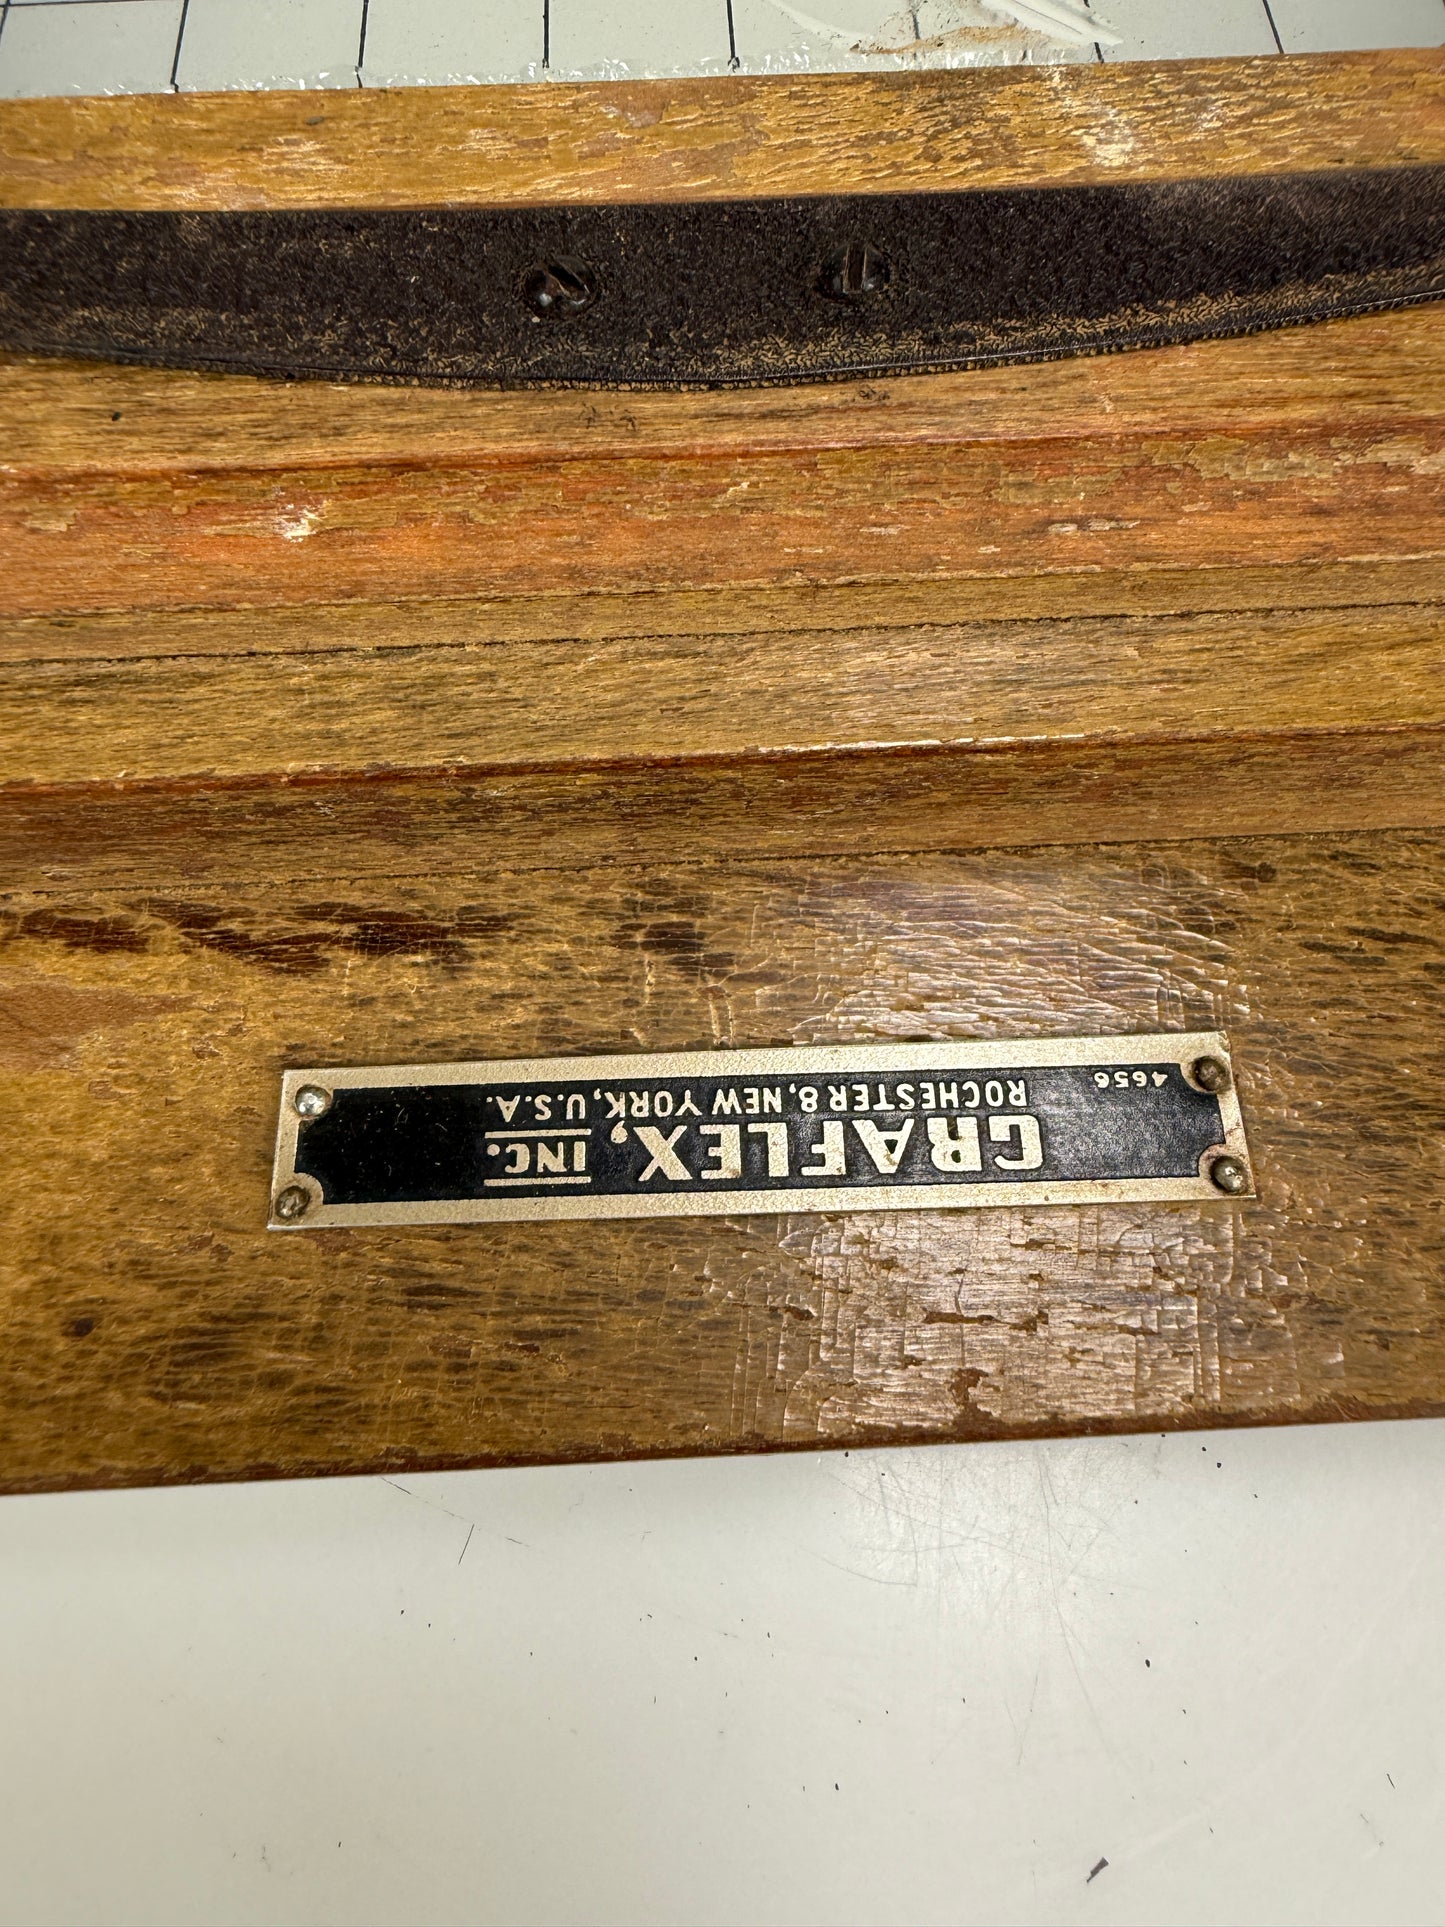 GRAFLEX, INC.
ROCHESTER 8, NEW YORK, U.S.A.
4656